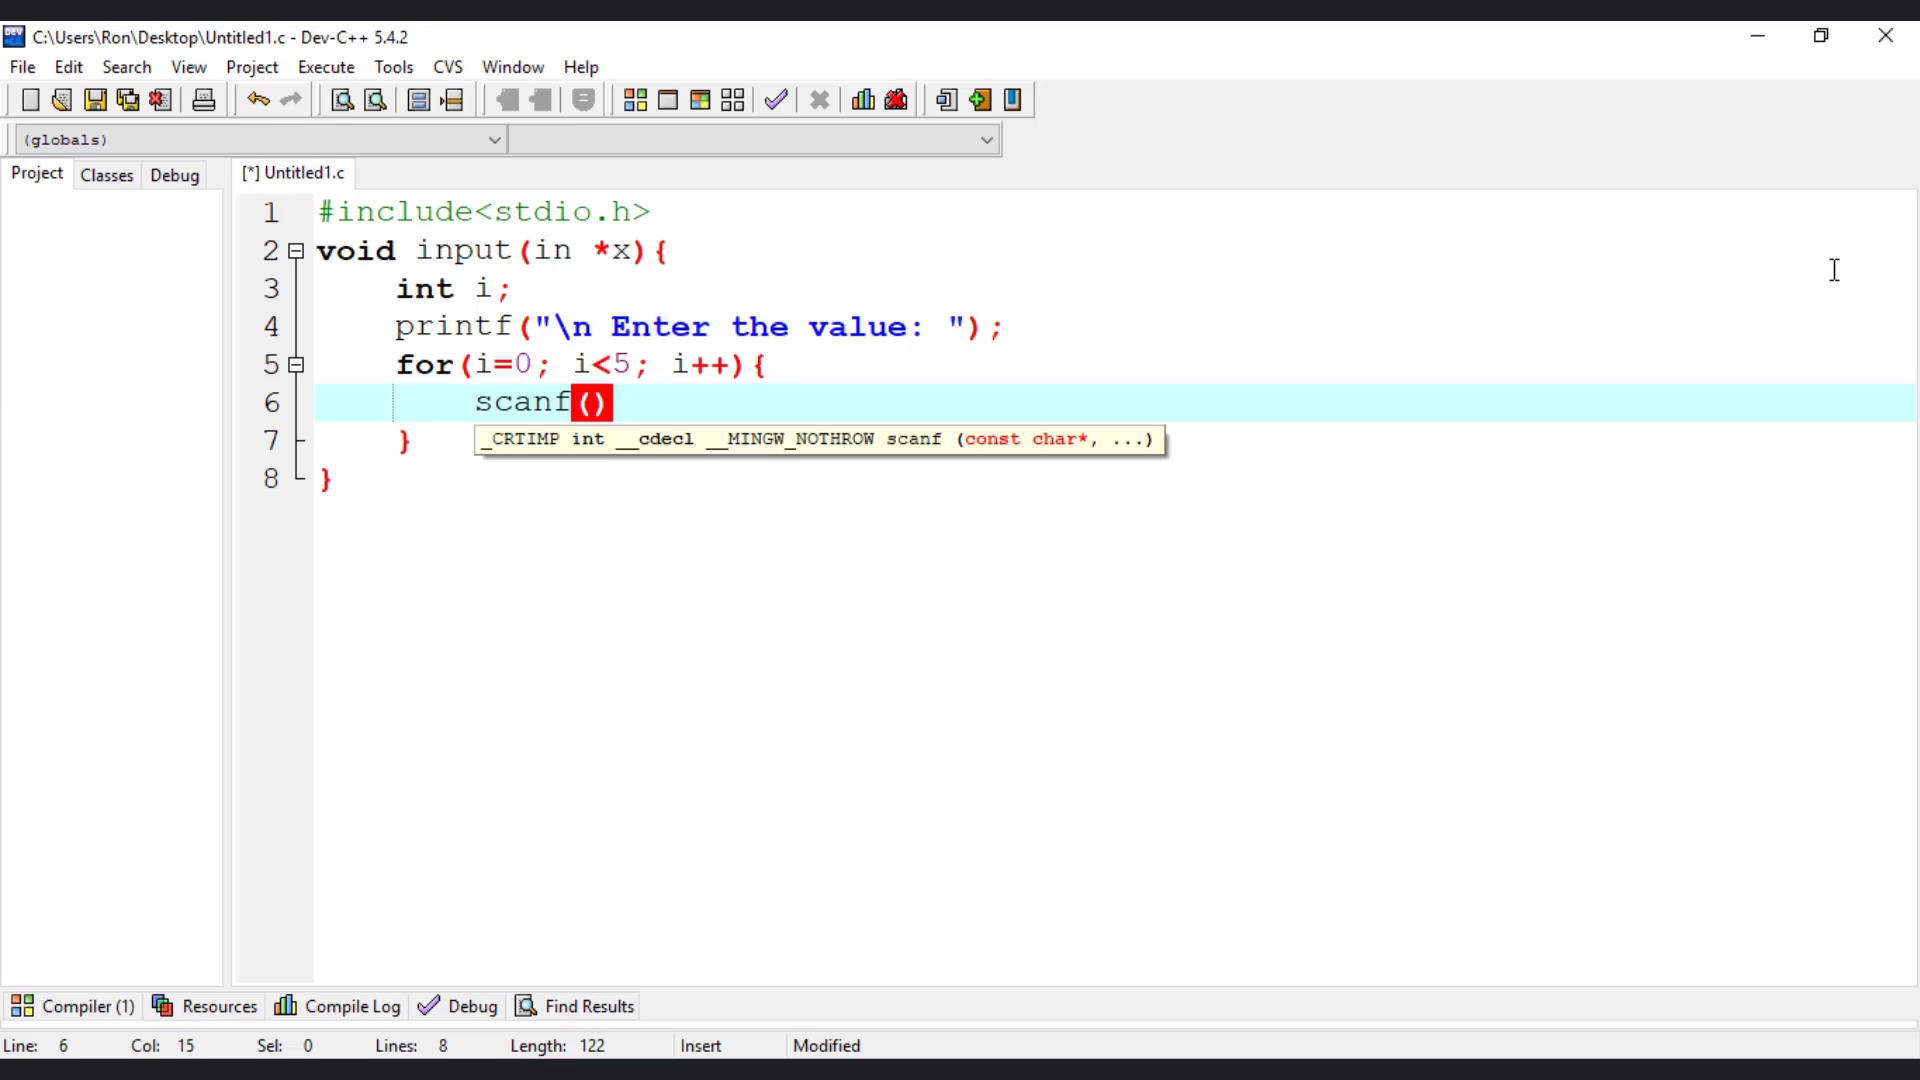 C:\Users\Ron\Desktop\Untitled1.c - Dev-C++ 5.4.2
File Edit Search View Project Execute Tools CVS Window Help
(globals)
Project Classes Debug [*] Untitled1.c
1 #include<stdio.h>
2 void input(in *x){
3 int i;
4 printf("\n Enter the value: ");
5 for(i=0; i<5; i++){
6 scanf()
7 } _CRTIMP int __cdecl __MINGW_NOTHROW scanf (const char*, ...)
8 }
Compiler (1) Resources Compile Log Debug Find Results
Line: 6 Col: 15 Sel: 0 Lines: 8 Length: 122 Insert Modified